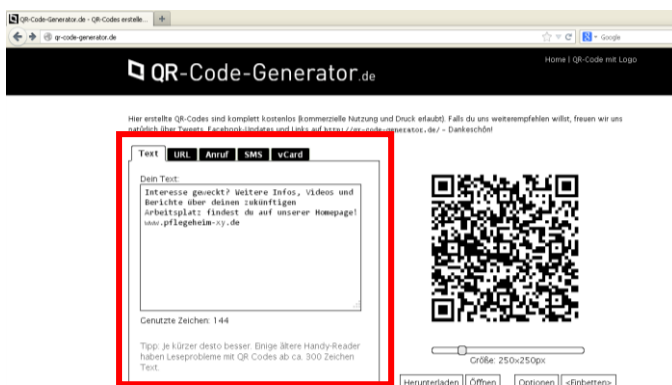 QR-Code-Generator.de - QR-Codes erstelle...
qr-code-generator.de
Google
Home | QR-Code mit Logo
QR-Code-Generator.de
Hier erstellte QR-Codes sind komplett kostenlos (kommerzielle Nutzung und Druck erlaubt). Falls du uns weiterempfehlen willst, freuen wir uns
natürlich über Tweets, Facebook-Updates und Links auf http://qr-code-generator.de/ - Dankeschön!
Text URL Anruf SMS vCard
Dein Text:
Interesse geweckt? Weitere Infos, Videos und
Berichte über deinen zukünftigen
Arbeitsplatz findest du auf unserer Homepage!
www.pflegeheim-xy.de
Genutzte Zeichen: 144
Tipp: Je kürzer desto besser. Einige ältere Handy-Reader
haben Leseprobleme mit QR Codes ab ca. 300 Zeichen
Text.
Größe: 250x250px
Herunterladen Öffnen Optionen <Einbetten>